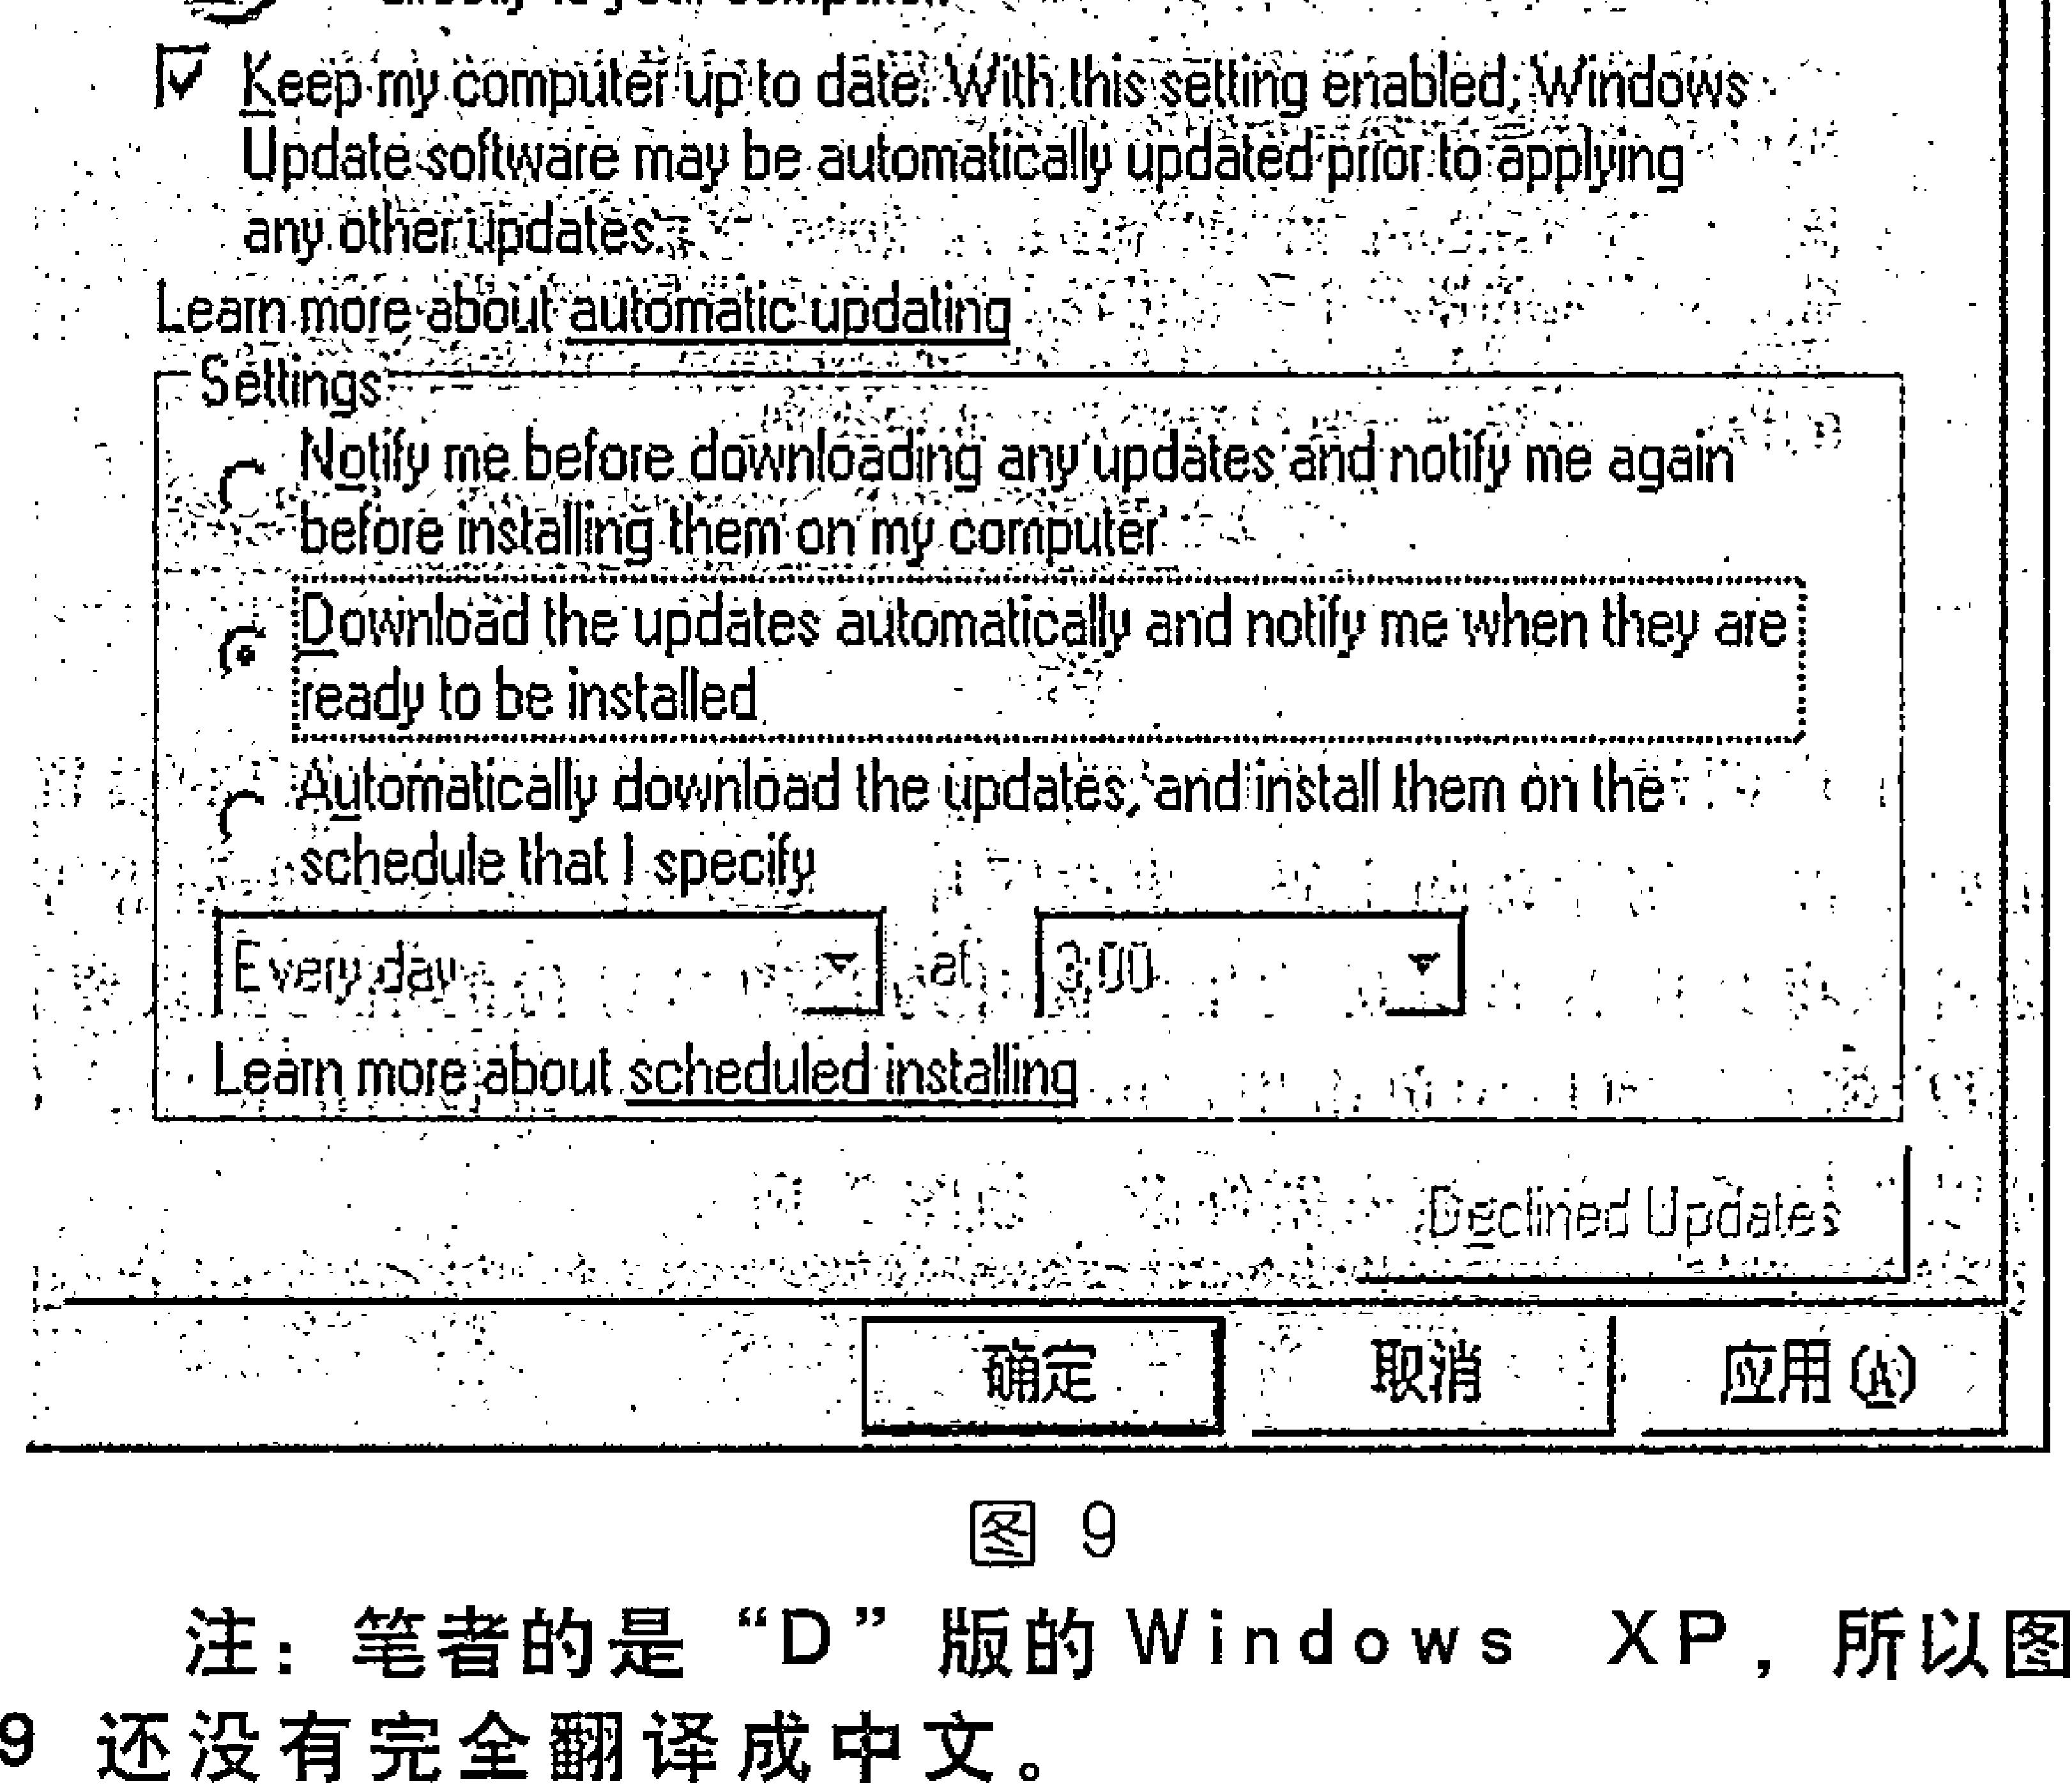 directly to your computer.
Keep my computer up to date. With this setting enabled, Windows
Update software may be automatically updated prior to applying
any other updates.
Learn more about automatic updating
Settings
Notify me before downloading any updates and notify me again
before installing them on my computer
Download the updates automatically and notify me when they are
ready to be installed
Automatically download the updates, and install them on the
schedule that I specify
Every day at 3:00
Learn more about scheduled installing
Declined Updates
确定 取消 应用(A)
图 9
注：笔者的是“D”版的Windows XP，所以图
9 还没有完全翻译成中文。